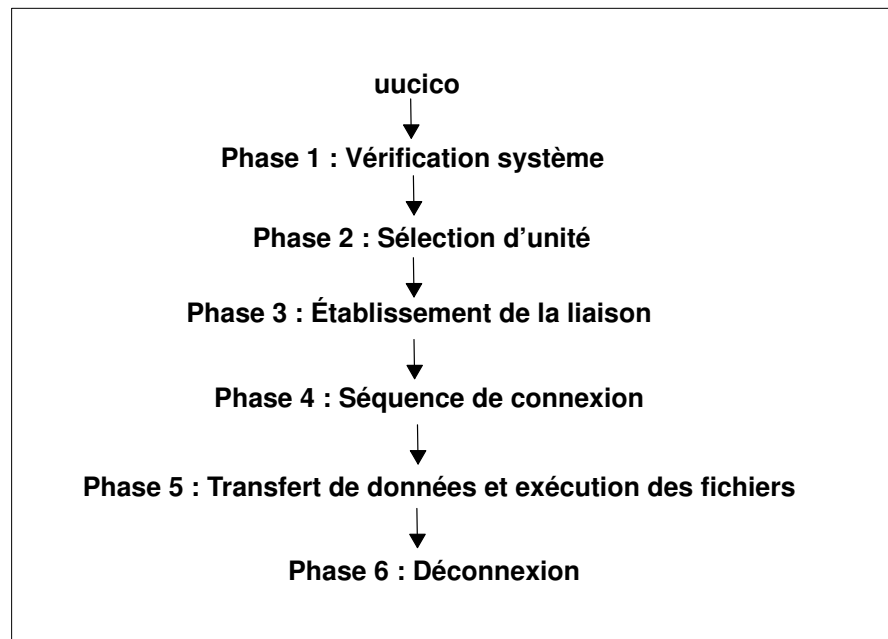 uucico
Phase 1 : Vérification système
Phase 2 : Sélection d'unité
Phase 3 : Établissement de la liaison
Phase 4 : Séquence de connexion
Phase 5 : Transfert de données et exécution des fichiers
Phase 6 : Déconnexion